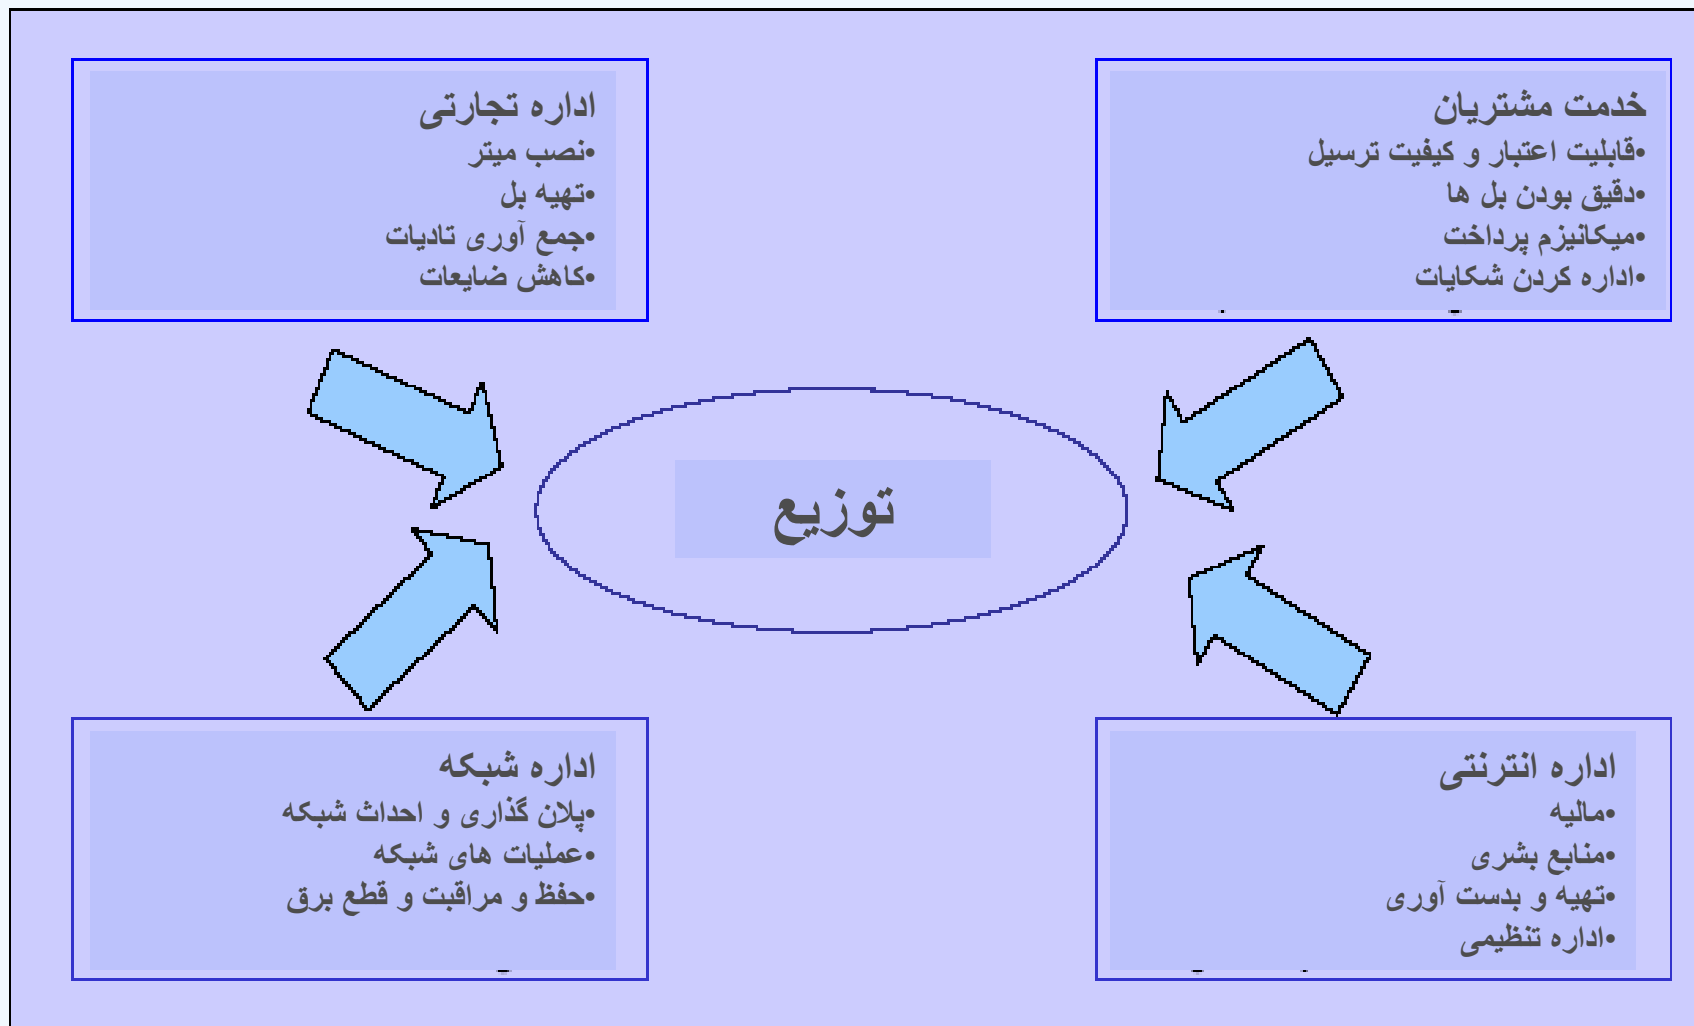 خدمت مشتریان
•قابلیت اعتبار و کیفیت ترسیل
•دقیق بودن بل ها
•میکانیزم پرداخت
•اداره کردن شکایات
اداره تجارتی
•نصب میتر
•تهیه بل
•جمع آوری تادیات
•کاهش ضایعات
توزیع
اداره انترنتی
•مالیه
•منابع بشری
•تهیه و بدست آوری
•اداره تنظیمی
اداره شبکه
•پلان گذاری و احداث شبکه
•عملیات های شبکه
•حفظ و مراقبت و قطع برق